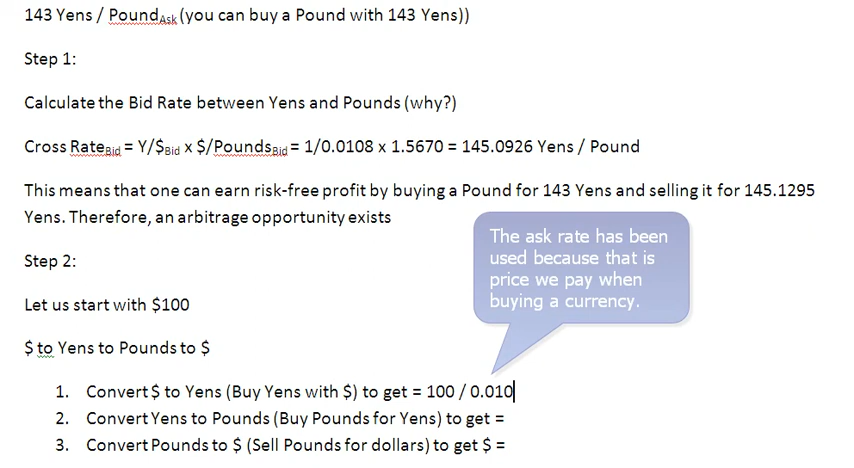 143 Yens / PoundAsk (you can buy a Pound with 143 Yens))
Step 1:
Calculate the Bid Rate between Yens and Pounds (why?)
Cross RateBid = Y/$Bid x $/PoundsBid = 1/0.0108 x 1.5670 = 145.0926 Yens / Pound
This means that one can earn risk-free profit by buying a Pound for 143 Yens and selling it for 145.1295
Yens. Therefore, an arbitrage opportunity exists
The ask rate has been
used because that is
price we pay when
buying a currency.
Step 2:
Let us start with $100
$ to Yens to Pounds to $
1. Convert $ to Yens (Buy Yens with $) to get = 100 / 0.010
2. Convert Yens to Pounds (Buy Pounds for Yens) to get =
3. Convert Pounds to $ (Sell Pounds for dollars) to get $ =